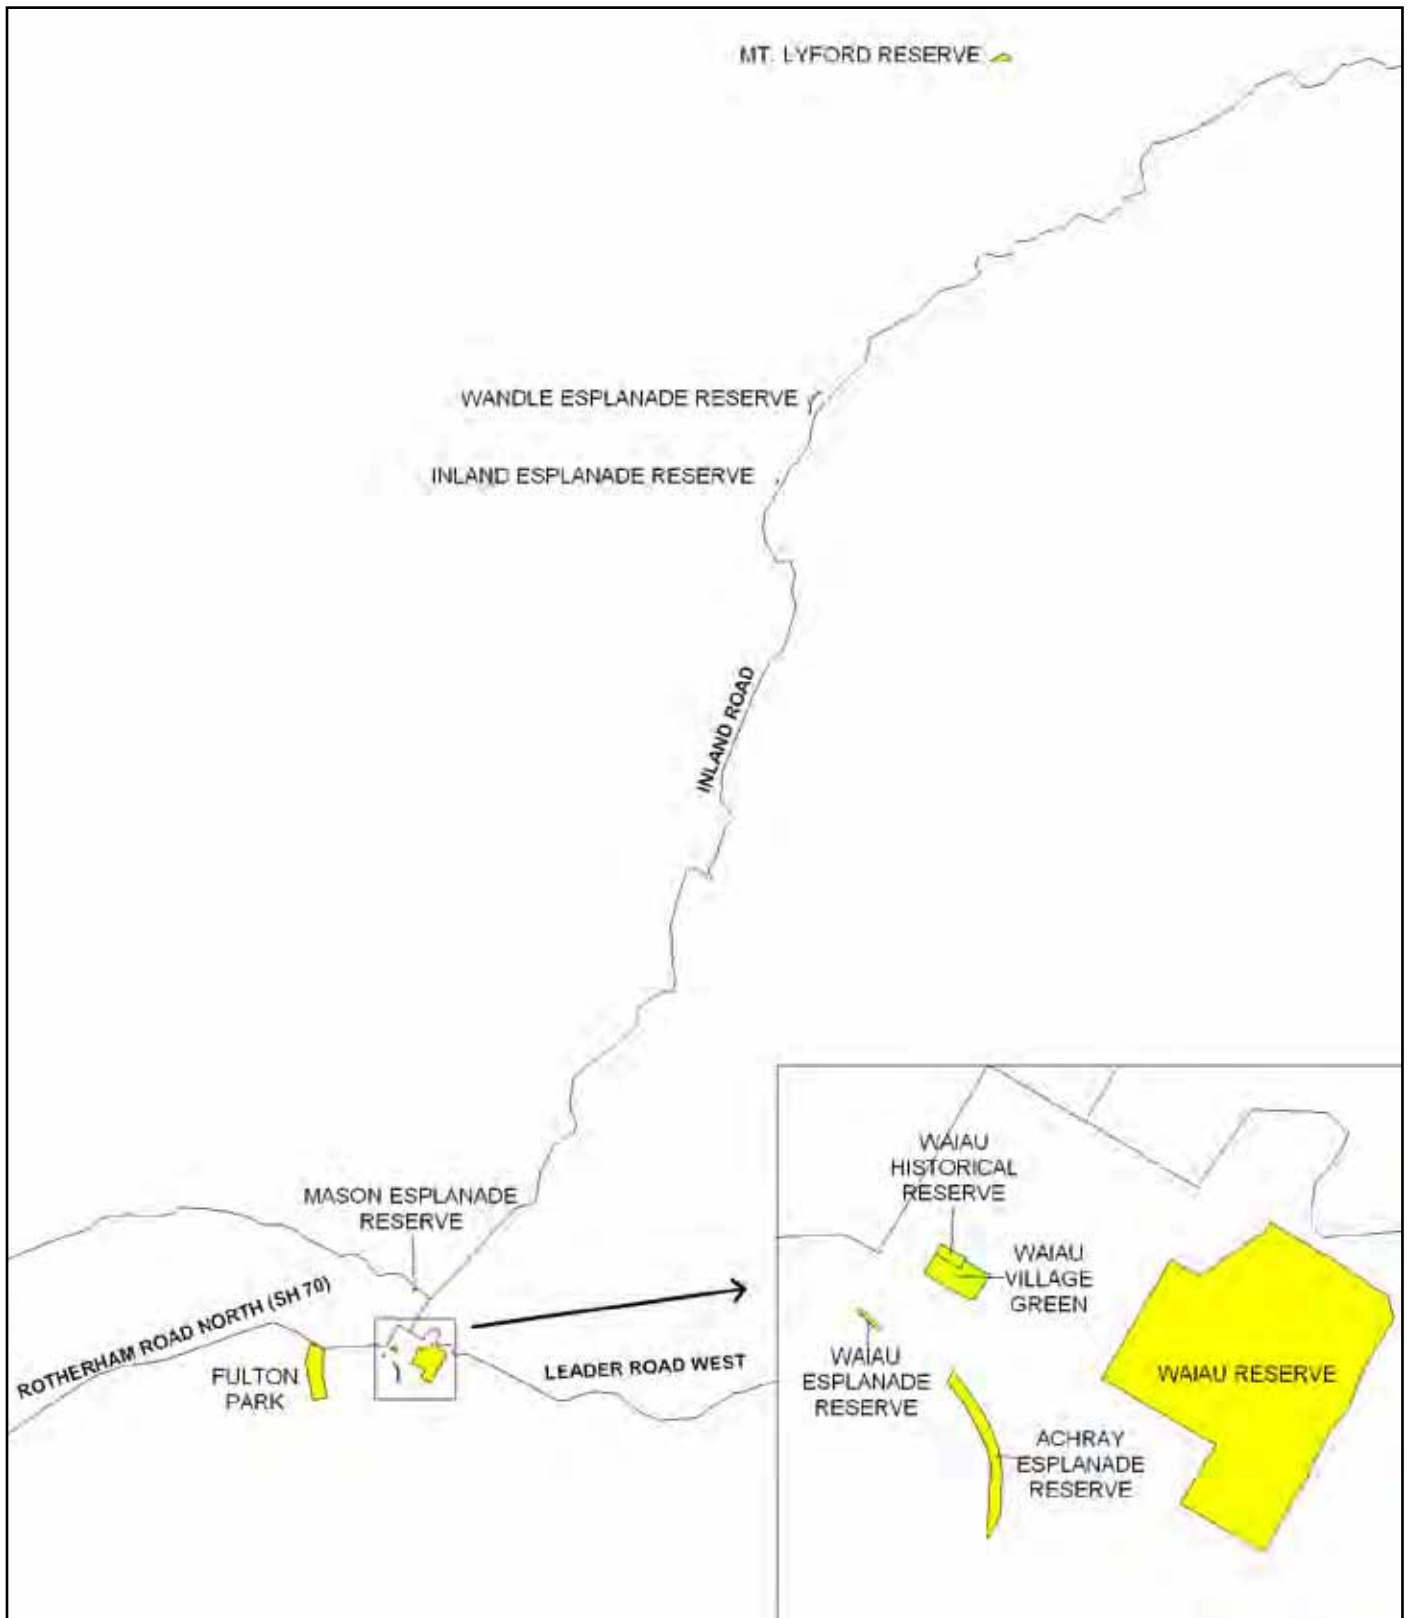 MT. LYFORD RESERVE
WANDLE ESPLANADE RESERVE
INLAND ESPLANADE RESERVE
INLAND ROAD
MASON ESPLANADE
RESERVE
ROTHERHAM ROAD NORTH (SH 70)
FULTON
PARK
LEADER ROAD WEST
WAIAU
HISTORICAL
RESERVE
WAIAU
VILLAGE
GREEN
WAIAU
ESPLANADE
RESERVE
WAIAU RESERVE
ACHRAY
ESPLANADE
RESERVE